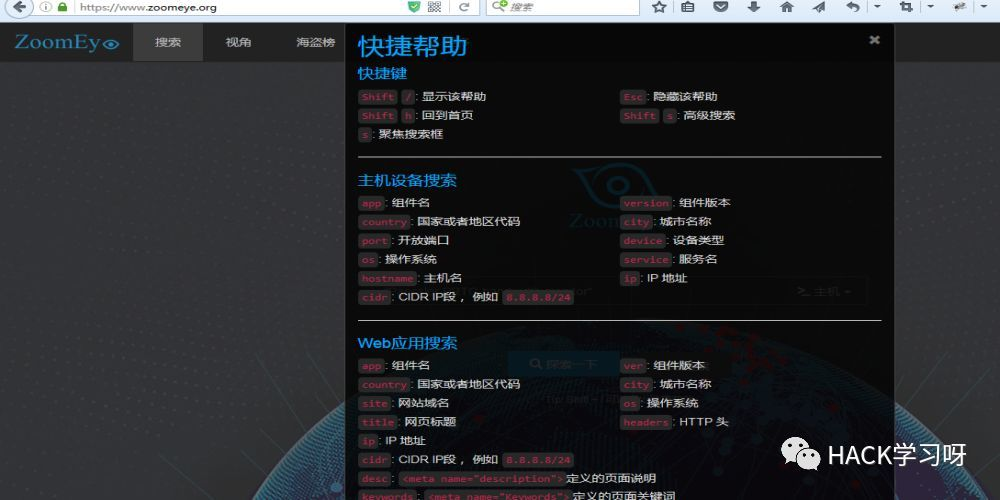 https://www.zoomeye.org
搜索
ZoomEye
搜索
视角
海盗榜
快捷帮助
快捷键
Shift /: 显示该帮助
Esc: 隐藏该帮助
Shift h: 回到首页
Shift s: 高级搜索
s: 聚焦搜索框
主机设备搜索
app: 组件名
version: 组件版本
country: 国家或者地区代码
city: 城市名称
port: 开放端口
device: 设备类型
os: 操作系统
service: 服务名
hostname: 主机名
ip: IP 地址
cidr: CIDR IP段, 例如 8.8.8.8/24
主机
Web应用搜索
探索一下
app: 组件名
ver: 组件版本
country: 国家或者地区代码
city: 城市名称
site: 网站域名
os: 操作系统
title: 网页标题
headers: HTTP 头
ip: IP 地址
cidr: CIDR IP段, 例如 8.8.8.8/24
desc: <meta name="description">定义的页面说明
keywords: <meta name="Keywords">定义的页面关键词
HACK学习呀